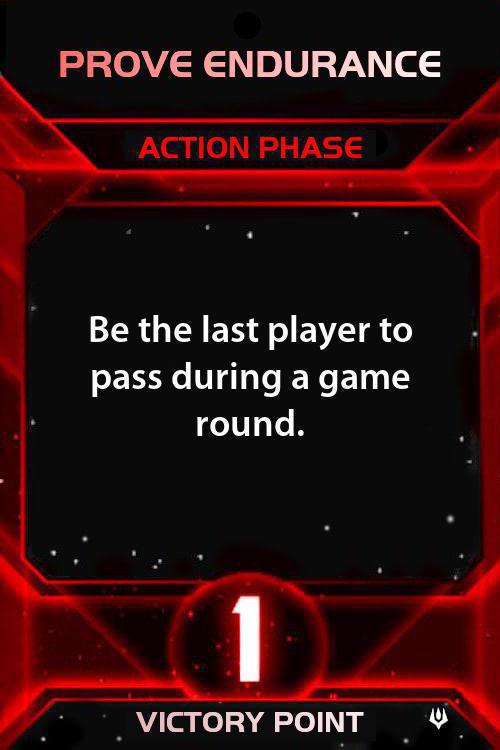 PROVE ENDURANCE
ACTION PHASE
Be the last player to
pass during a game
round.
1
VICTORY POINT